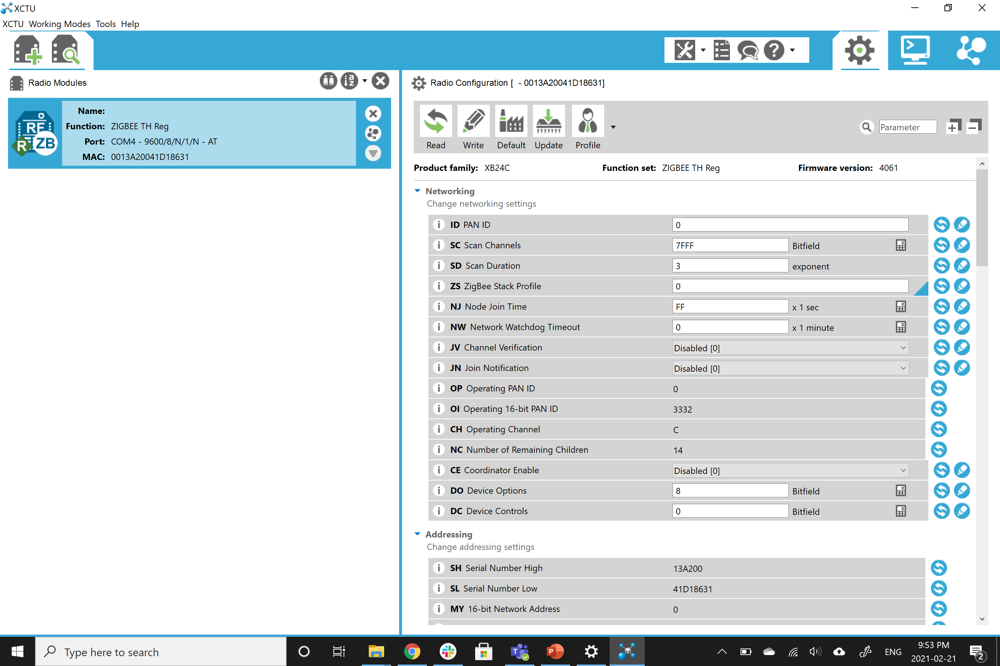 XCTU
XCTU Working Modes Tools Help
Radio Modules
Name:
Function: ZIGBEE TH Reg
Port: COM4 - 9600/8/N/1/N - AT
MAC: 0013A20041D18631
RF
R
ZB
Radio Configuration [ - 0013A20041D18631]
Read Write Default Update Profile
Parameter
Product family: XB24C Function set: ZIGBEE TH Reg Firmware version: 4061
Networking
Change networking settings
ID PAN ID 0
SC Scan Channels 7FFF Bitfield
SD Scan Duration 3 exponent
ZS ZigBee Stack Profile 0
NJ Node Join Time FF x 1 sec
NW Network Watchdog Timeout 0 x 1 minute
JV Channel Verification Disabled [0]
JN Join Notification Disabled [0]
OP Operating PAN ID 0
OI Operating 16-bit PAN ID 3332
CH Operating Channel C
NC Number of Remaining Children 14
CE Coordinator Enable Disabled [0]
DO Device Options 8 Bitfield
DC Device Controls 0 Bitfield
Addressing
Change addressing settings
SH Serial Number High 13A200
SL Serial Number Low 41D18631
MY 16-bit Network Address 0
Type here to search
ENG
9:53 PM
2021-02-21
2